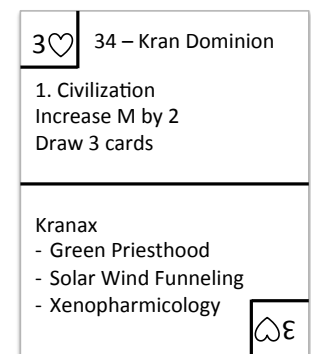 3♡ 34 – Kran Dominion
1. Civilization
Increase M by 2
Draw 3 cards
Kranax
- Green Priesthood
- Solar Wind Funneling
- Xenopharmicology
3♡